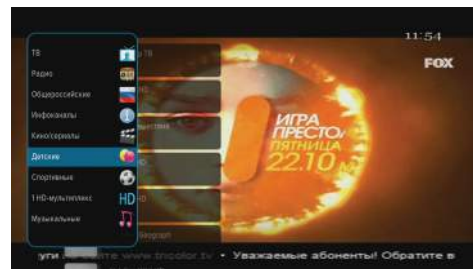 11:54
FOX
ТВ
Радио
Общероссийские
Инфоканалы
Кино/сериалы
Детские
Спортивные
1 HD-мультиплекс
Музыкальные
ИГРА
ПРЕСТО
ПЯТНИЦА
22.10
www.tricolor.tv • Уважаемые абоненты! Обратите в